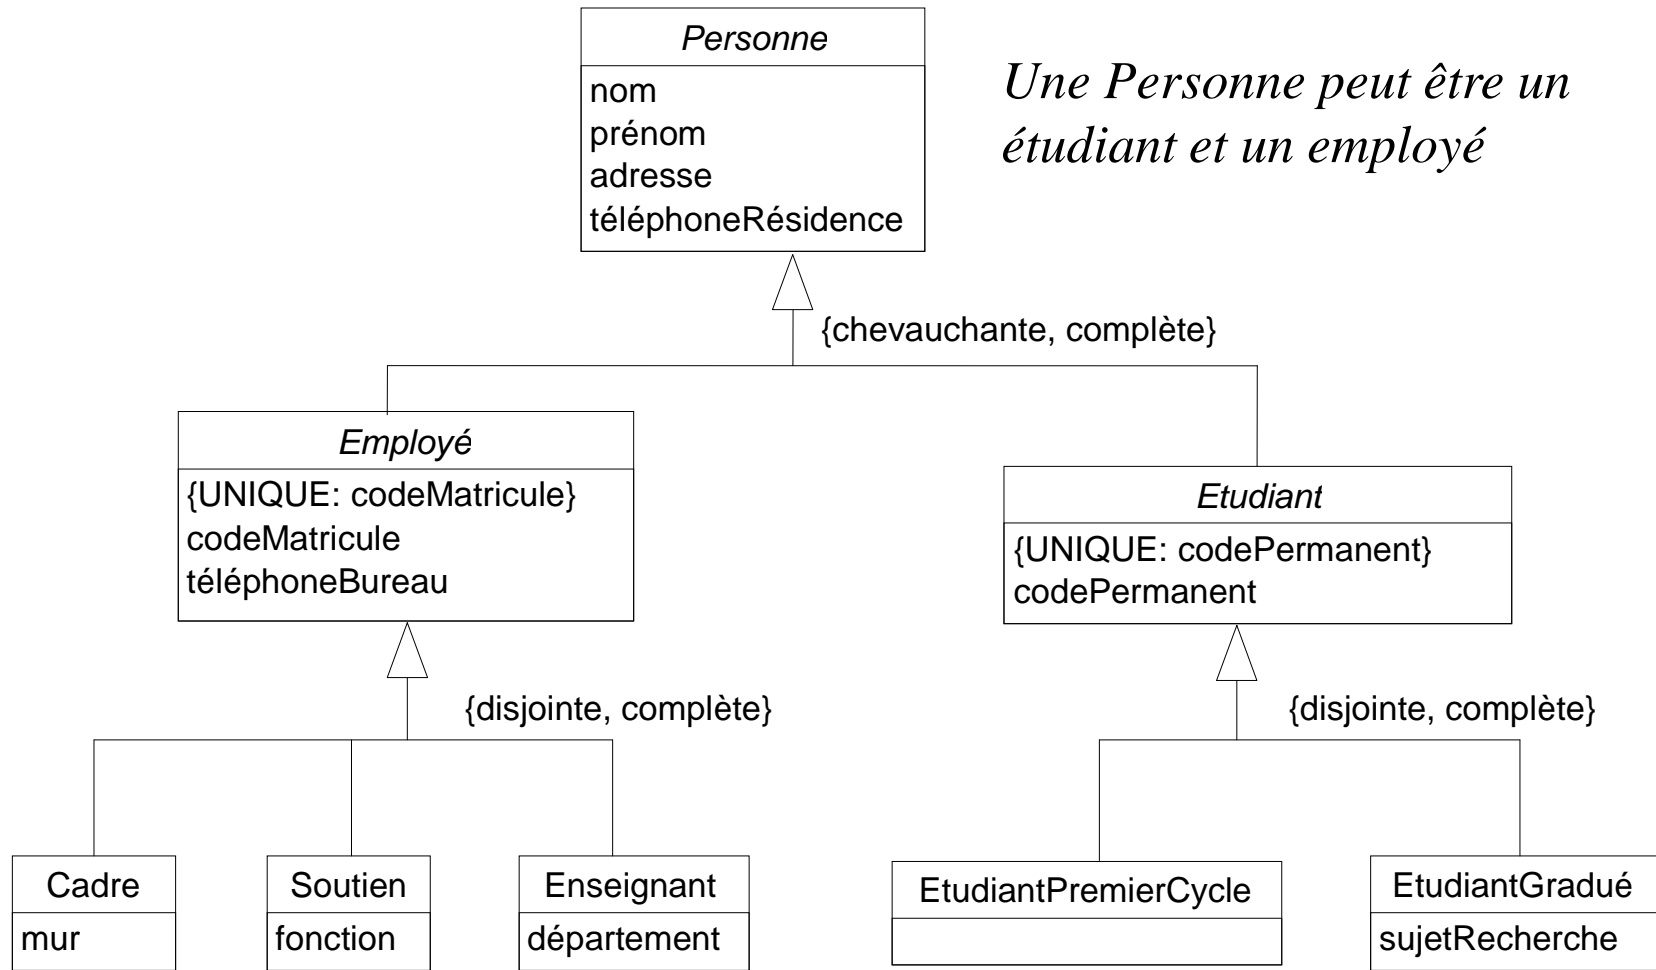 Personne
nom
prénom
adresse
téléphoneRésidence
Une Personne peut être un
étudiant et un employé
{chevauchante, complète}
Employé
{UNIQUE: codeMatricule}
codeMatricule
téléphoneBureau
Etudiant
{UNIQUE: codePermanent}
codePermanent
{disjointe, complète}
{disjointe, complète}
Cadre
mur
Soutien
fonction
Enseignant
département
EtudiantPremierCycle
EtudiantGradué
sujetRecherche